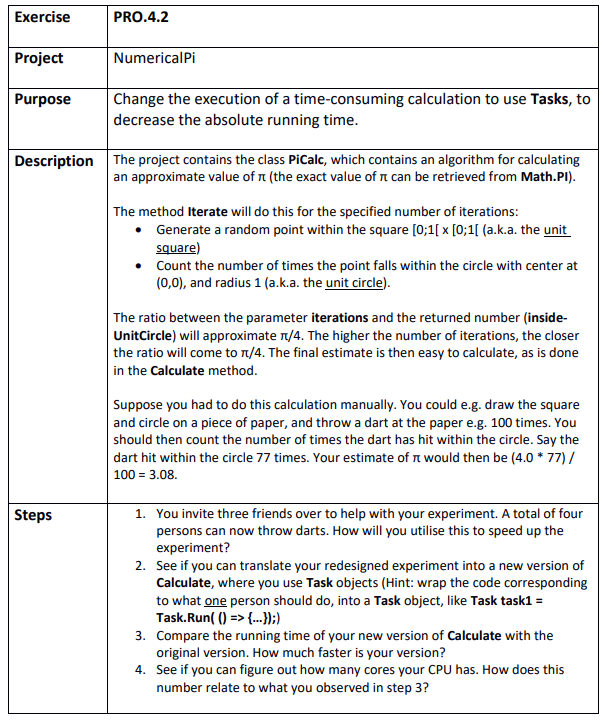 Exercise PRO.4.2
Project NumericalPi
Purpose Change the execution of a time-consuming calculation to use Tasks, to
decrease the absolute running time.
Description The project contains the class PiCalc, which contains an algorithm for calculating
an approximate value of π (the exact value of π can be retrieved from Math.PI).
The method Iterate will do this for the specified number of iterations:
• Generate a random point within the square [0;1[ x [0;1[ (a.k.a. the unit
square)
• Count the number of times the point falls within the circle with center at
(0,0), and radius 1 (a.k.a. the unit circle).
The ratio between the parameter iterations and the returned number (inside-
UnitCircle) will approximate π/4. The higher the number of iterations, the closer
the ratio will come to π/4. The final estimate is then easy to calculate, as is done
in the Calculate method.
Suppose you had to do this calculation manually. You could e.g. draw the square
and circle on a piece of paper, and throw a dart at the paper e.g. 100 times. You
should then count the number of times the dart has hit within the circle. Say the
dart hit within the circle 77 times. Your estimate of π would then be (4.0 * 77) /
100 = 3.08.
Steps 1. You invite three friends over to help with your experiment. A total of four
persons can now throw darts. How will you utilise this to speed up the
experiment?
2. See if you can translate your redesigned experiment into a new version of
Calculate, where you use Task objects (Hint: wrap the code corresponding
to what one person should do, into a Task object, like Task task1 =
Task.Run( () => {…});)
3. Compare the running time of your new version of Calculate with the
original version. How much faster is your version?
4. See if you can figure out how many cores your CPU has. How does this
number relate to what you observed in step 3?